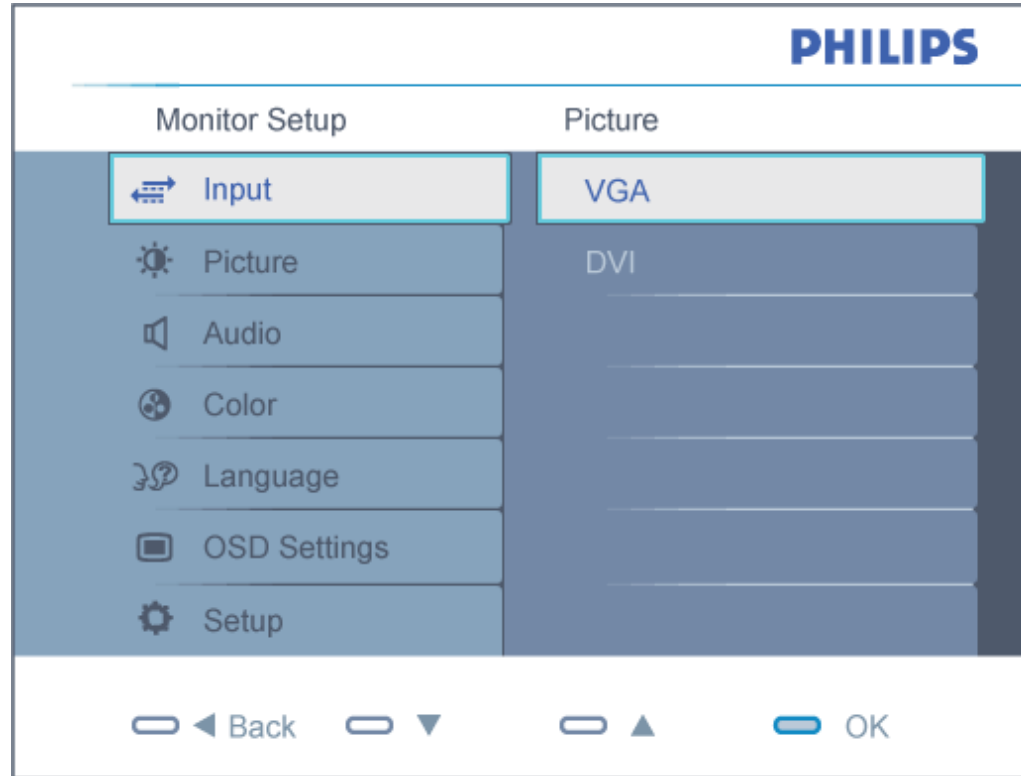 PHILIPS
Monitor Setup Picture
Input VGA
Picture DVI
Audio
Color
Language
OSD Settings
Setup
Back OK